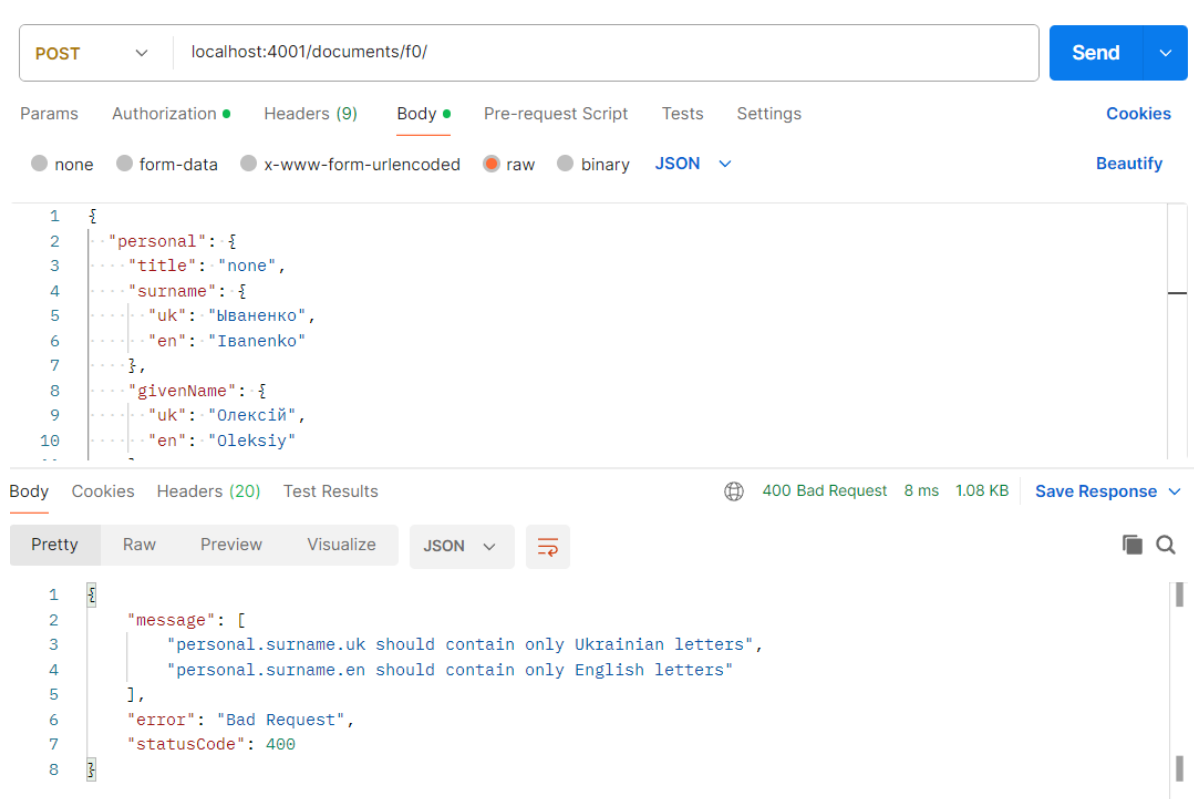 POST localhost:4001/documents/f0/ Send
Params Authorization Headers (9) Body Pre-request Script Tests Settings Cookies
none form-data x-www-form-urlencoded raw binary JSON Beautify
1 {
2 "personal": {
3 "title": "none",
4 "surname": {
5 "uk": "Ываненко",
6 "en": "Iваnenko"
7 },
8 "givenName": {
9 "uk": "Олексій",
10 "en": "Oleksiy"
Body Cookies Headers (20) Test Results 400 Bad Request 8 ms 1.08 KB Save Response
Pretty Raw Preview Visualize JSON
1 {
2 "message": [
3 "personal.surname.uk should contain only Ukrainian letters",
4 "personal.surname.en should contain only English letters"
5 ],
6 "error": "Bad Request",
7 "statusCode": 400
8 }